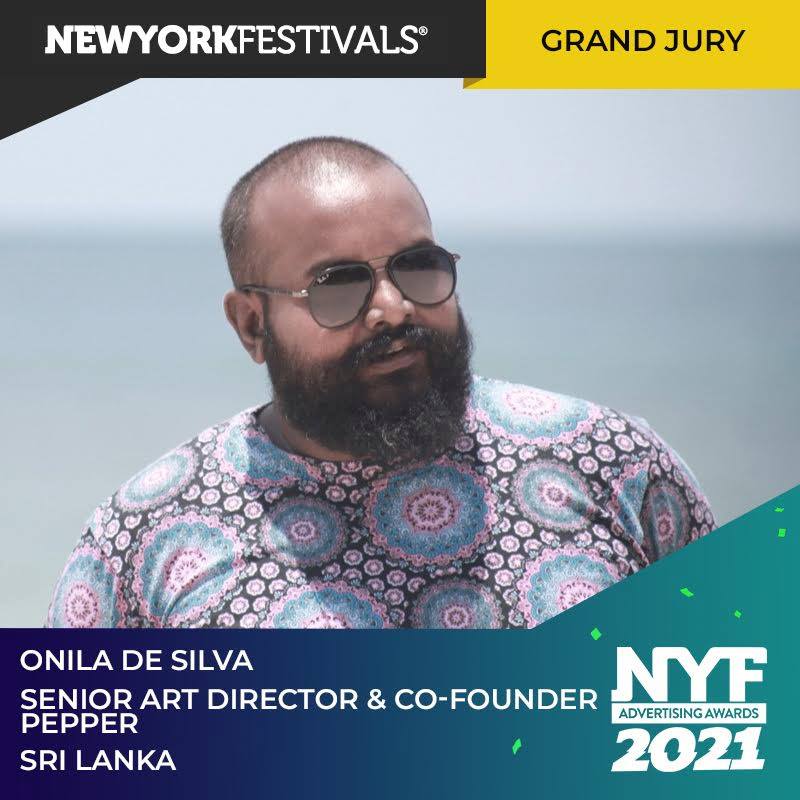 NEWYORKFESTIVALS®
GRAND JURY
ONILA DE SILVA
SENIOR ART DIRECTOR & CO-FOUNDER
PEPPER
SRI LANKA
NYF
ADVERTISING AWARDS
2021